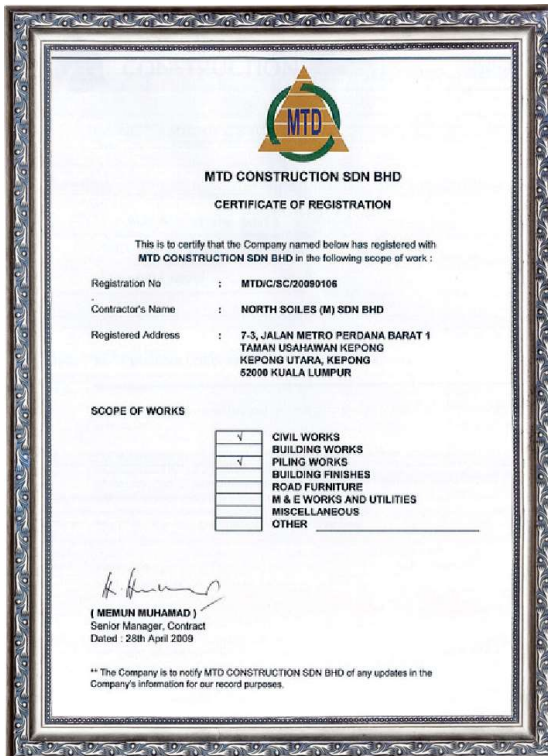 MTD
MTD CONSTRUCTION SDN BHD
CERTIFICATE OF REGISTRATION
This is to certify that the Company named below has registered with
MTD CONSTRUCTION SDN BHD in the following scope of work :
Registration No : MTD/C/SC/20090106
Contractor's Name : NORTH SOILES (M) SDN BHD
Registered Address : 7-3, JALAN METRO PERDANA BARAT 1
TAMAN USAHAWAN KEPONG
KEPONG UTARA, KEPONG
52000 KUALA LUMPUR
SCOPE OF WORKS
√ CIVIL WORKS
BUILDING WORKS
√ PILING WORKS
BUILDING FINISHES
ROAD FURNITURE
M & E WORKS AND UTILITIES
MISCELLANEOUS
OTHER
( MEMUN MUHAMAD )
Senior Manager, Contract
Dated : 28th April 2009
** The Company is to notify MTD CONSTRUCTION SDN BHD of any updates in the
Company's information for our record purposes.